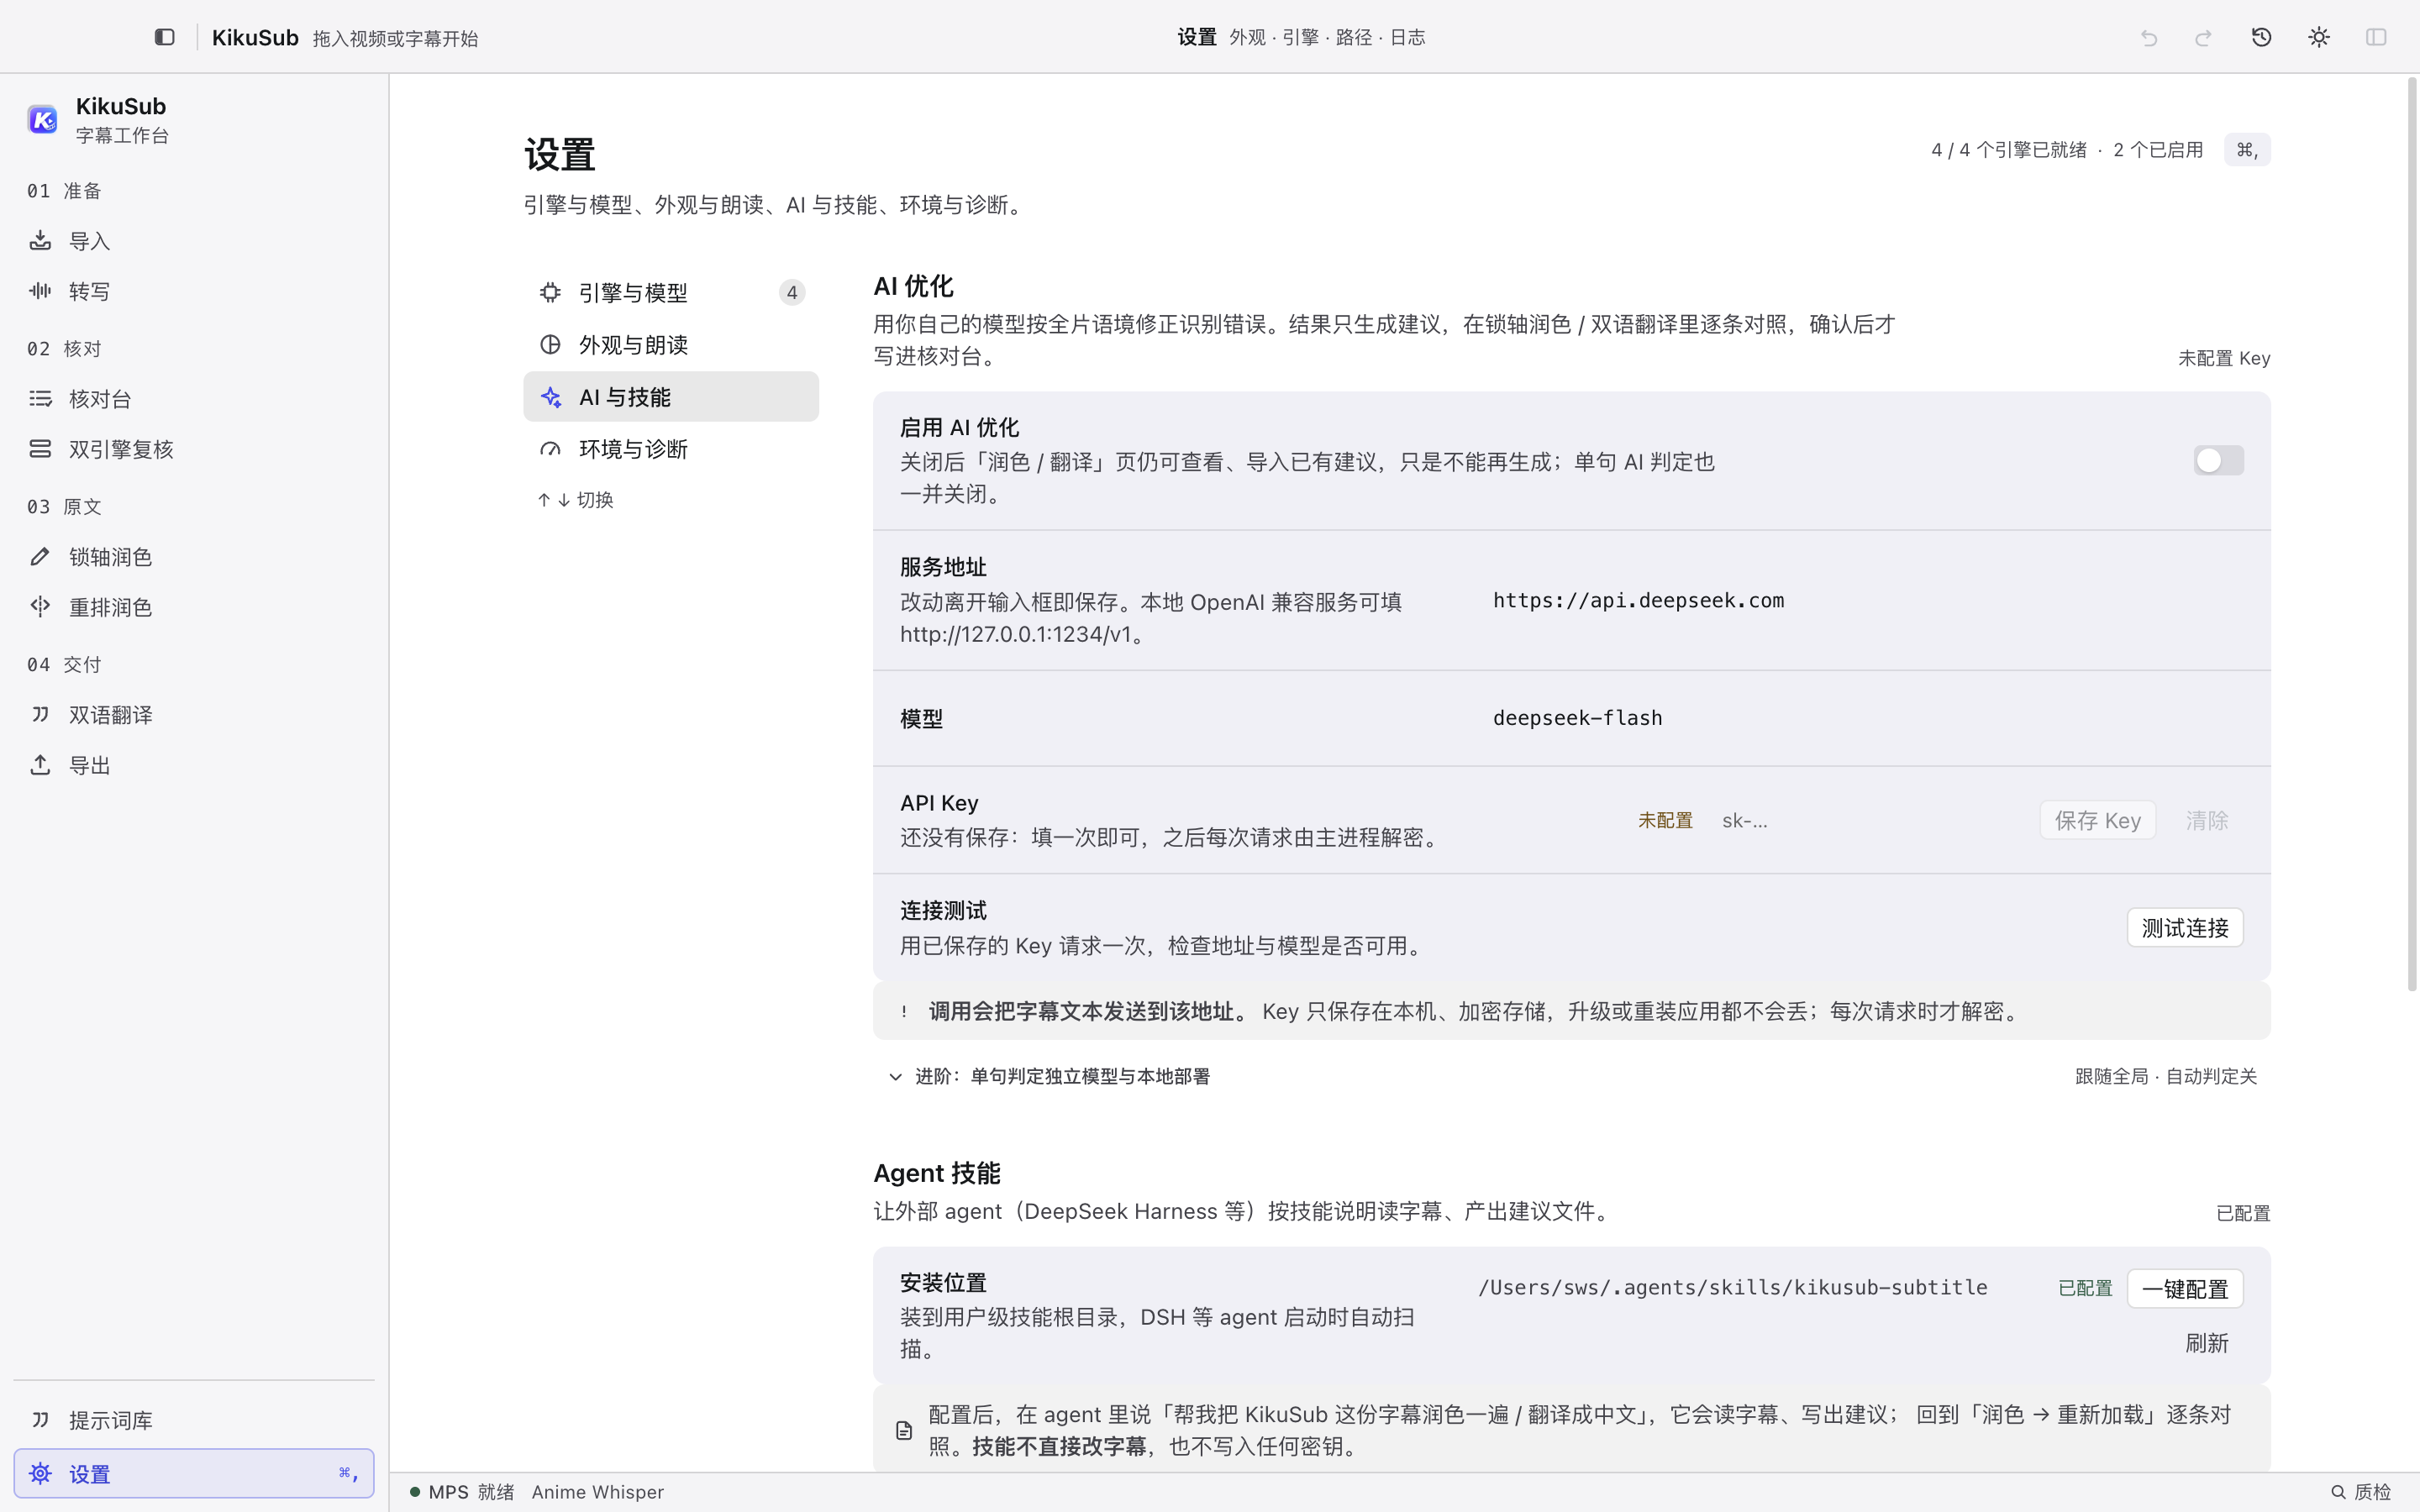 KikuSub 拖入视频或字幕开始
设置 外观 · 引擎 · 路径 · 日志
KikuSub
字幕工作台
01 准备
导入
转写
02 核对
核对台
双引擎复核
03 原文
锁轴润色
重排润色
04 交付
双语翻译
导出
提示词库
设置 ⌘,
设置
引擎与模型、外观与朗读、AI 与技能、环境与诊断。
4 / 4 个引擎已就绪 · 2 个已启用 ⌘,
引擎与模型 4
外观与朗读
AI 与技能
环境与诊断
↑ ↓ 切换
AI 优化
用你自己的模型按全片语境修正识别错误。结果只生成建议，在锁轴润色 / 双语翻译里逐条对照，确认后才
写进核对台。
未配置 Key
启用 AI 优化
关闭后「润色 / 翻译」页仍可查看、导入已有建议，只是不能再生成；单句 AI 判定也
一并关闭。
服务地址
改动离开输入框即保存。本地 OpenAI 兼容服务可填
http://127.0.0.1:1234/v1。
https://api.deepseek.com
模型
deepseek-flash
API Key
还没有保存：填一次即可，之后每次请求由主进程解密。
未配置 sk-... 保存 Key 清除
连接测试
用已保存的 Key 请求一次，检查地址与模型是否可用。
测试连接
! 调用会把字幕文本发送到该地址。 Key 只保存在本机、加密存储，升级或重装应用都不会丢；每次请求时才解密。
进阶：单句判定独立模型与本地部署
跟随全局 · 自动判定关
Agent 技能
让外部 agent（DeepSeek Harness 等）按技能说明读字幕、产出建议文件。
已配置
安装位置
装到用户级技能根目录，DSH 等 agent 启动时自动扫
描。
/Users/sws/.agents/skills/kikusub-subtitle
已配置 一键配置
刷新
配置后，在 agent 里说「帮我把 KikuSub 这份字幕润色一遍 / 翻译成中文」，它会读字幕、写出建议； 回到「润色 → 重新加载」逐条对
照。技能不直接改字幕，也不写入任何密钥。
MPS 就绪 Anime Whisper
质检